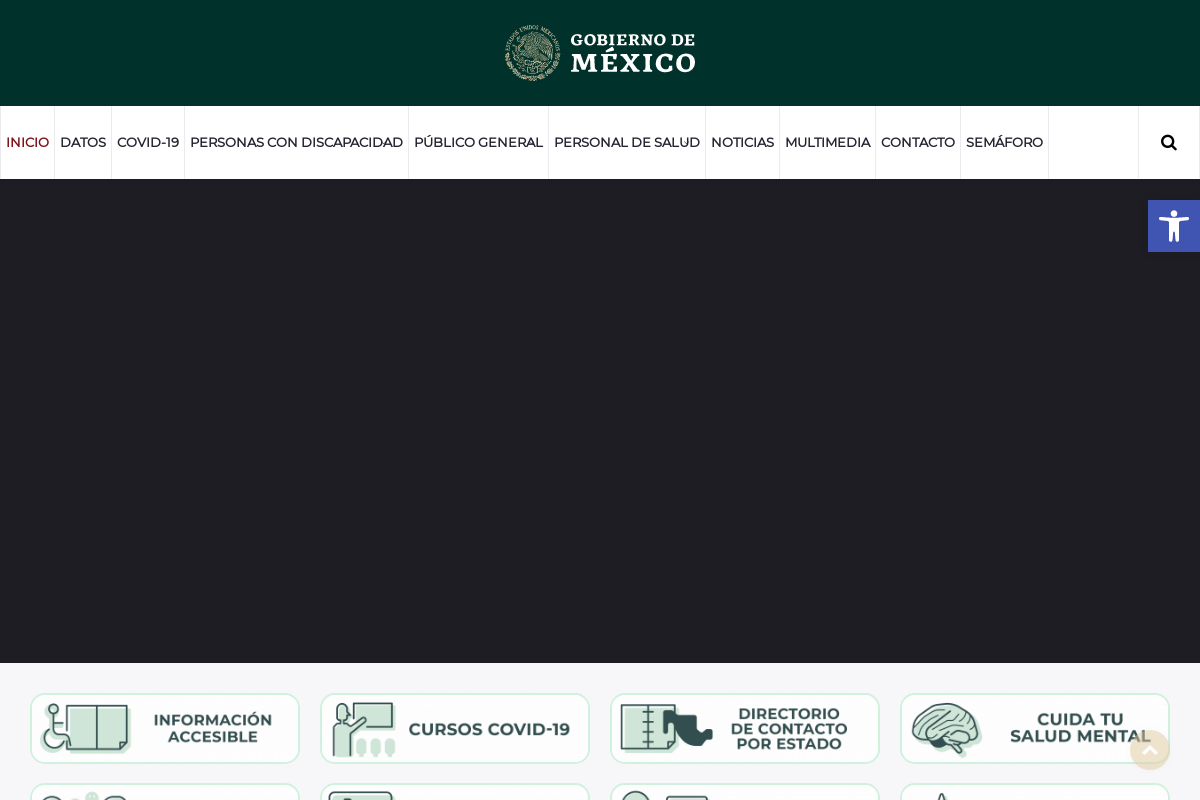 GOBIERNO DE
MÉXICO
INICIO DATOS COVID-19 PERSONAS CON DISCAPACIDAD PÚBLICO GENERAL PERSONAL DE SALUD NOTICIAS MULTIMEDIA CONTACTO SEMÁFORO
INFORMACIÓN
ACCESIBLE
CURSOS COVID-19
DIRECTORIO
DE CONTACTO
POR ESTADO
CUIDA TU
SALUD MENTAL